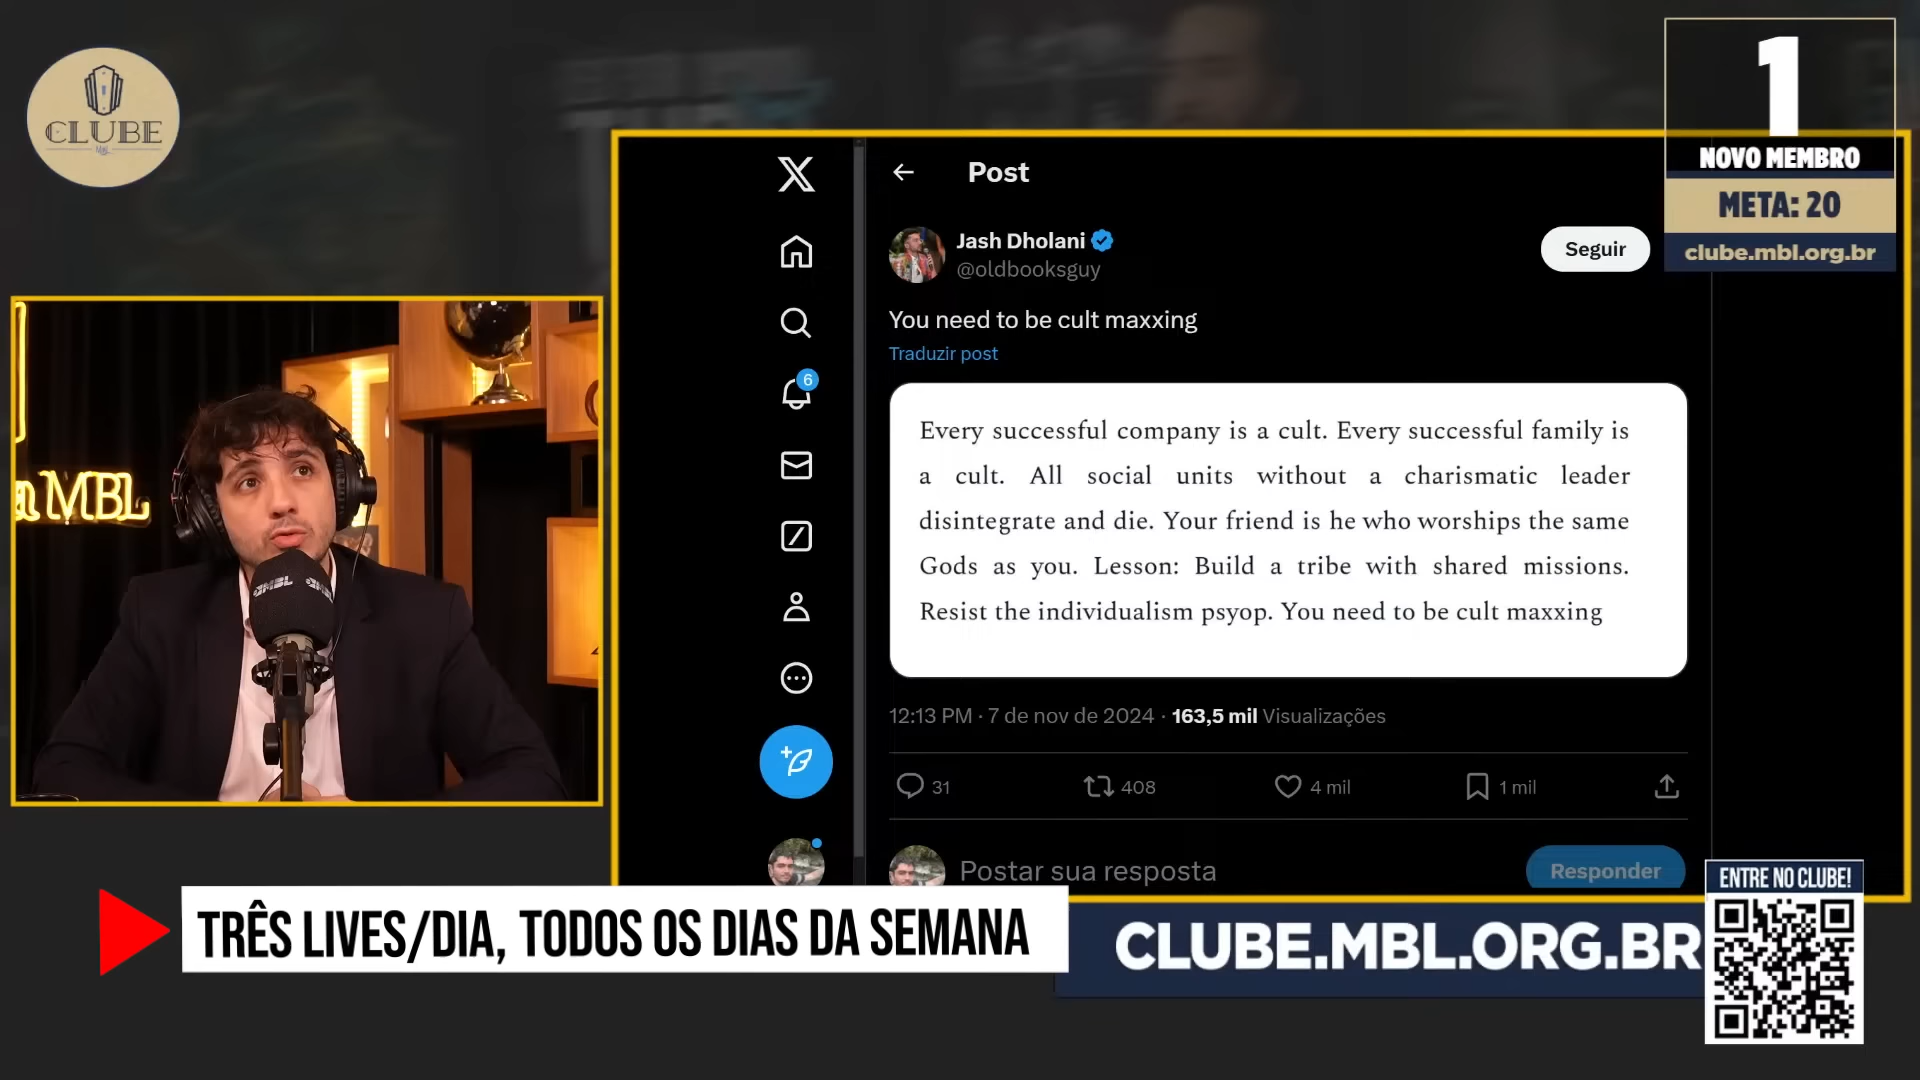 CLUBE
MBL
1
NOVO MEMBRO
META: 20
clube.mbl.org.br
Post
Jash Dholani
@oldbooksguy
Seguir
You need to be cult maxxing
Traduzir post
6
Every successful company is a cult. Every successful family is
a cult. All social units without a charismatic leader
disintegrate and die. Your friend is he who worships the same
Gods as you. Lesson: Build a tribe with shared missions.
Resist the individualism psyop. You need to be cult maxxing
MBL
MBL
12:13 PM · 7 de nov de 2024 · 163,5 mil Visualizações
31 408 4 mil 1 mil
Postar sua resposta
Responder
TRÊS LIVES/DIA, TODOS OS DIAS DA SEMANA
CLUBE.MBL.ORG.BR
ENTRE NO CLUBE!